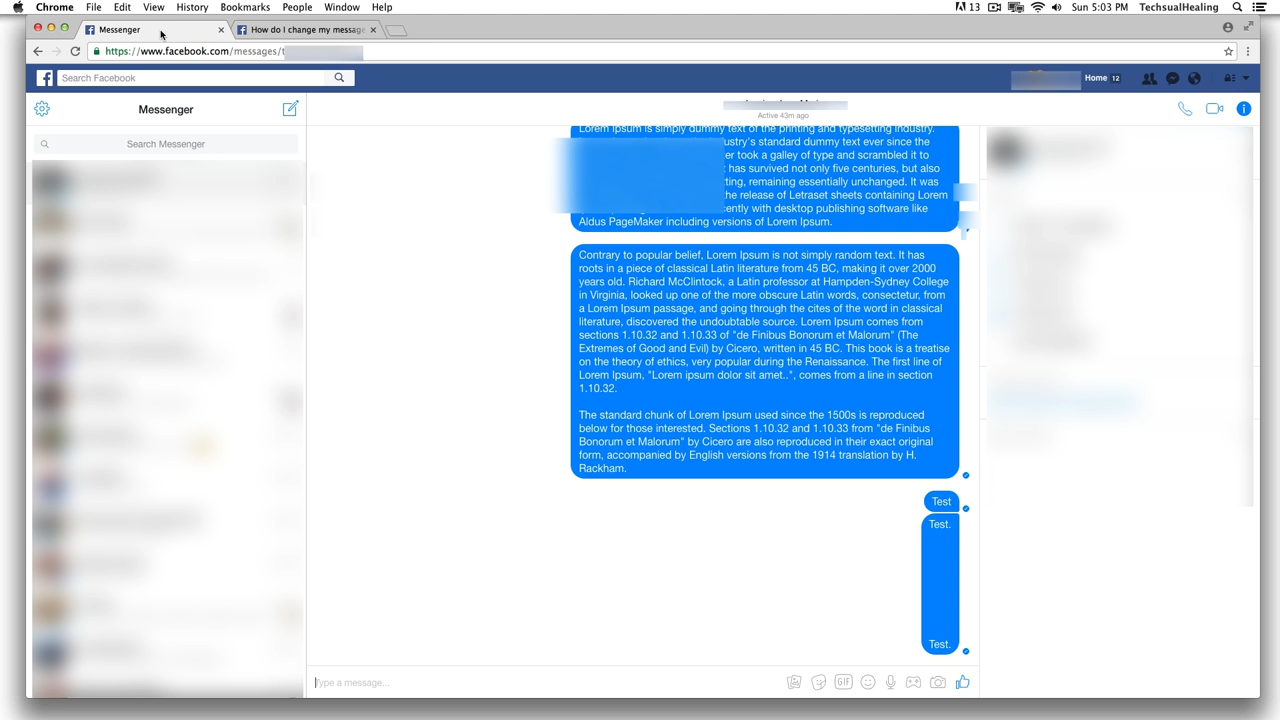 Chrome File Edit View History Bookmarks People Window Help 13 Sun 5:03 PM TechsualHealing
Messenger How do I change my message
https://www.facebook.com/messages/t
Search Facebook Home 12
Messenger
Active 43m ago
Search Messenger
Lorem Ipsum is simply dummy text of the printing and typesetting industry.
ustry's standard dummy text ever since the
er took a galley of type and scrambled it to
has survived not only five centuries, but also
tting, remaining essentially unchanged. It was
the release of Letraset sheets containing Lorem
cently with desktop publishing software like
Aldus PageMaker including versions of Lorem Ipsum.
Contrary to popular belief, Lorem Ipsum is not simply random text. It has
roots in a piece of classical Latin literature from 45 BC, making it over 2000
years old. Richard McClintock, a Latin professor at Hampden-Sydney College
in Virginia, looked up one of the more obscure Latin words, consectetur, from
a Lorem Ipsum passage, and going through the cites of the word in classical
literature, discovered the undoubtable source. Lorem Ipsum comes from
sections 1.10.32 and 1.10.33 of "de Finibus Bonorum et Malorum" (The
Extremes of Good and Evil) by Cicero, written in 45 BC. This book is a treatise
on the theory of ethics, very popular during the Renaissance. The first line of
Lorem Ipsum, "Lorem ipsum dolor sit amet..", comes from a line in section
1.10.32.
The standard chunk of Lorem Ipsum used since the 1500s is reproduced
below for those interested. Sections 1.10.32 and 1.10.33 from "de Finibus
Bonorum et Malorum" by Cicero are also reproduced in their exact original
form, accompanied by English versions from the 1914 translation by H.
Rackham.
Test
Test.
Test.
Type a message...
GIF